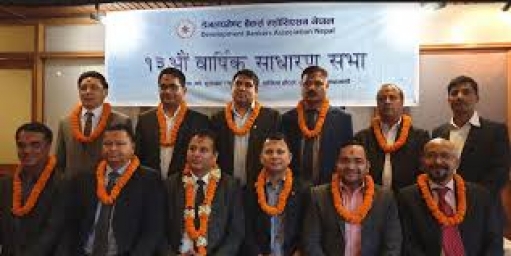 डेभलपमेण्ट बैंकर्स एसोसिएसन नेपाल
Development Bankers Association Nepal
१३औं वार्षिक साधारण सभा